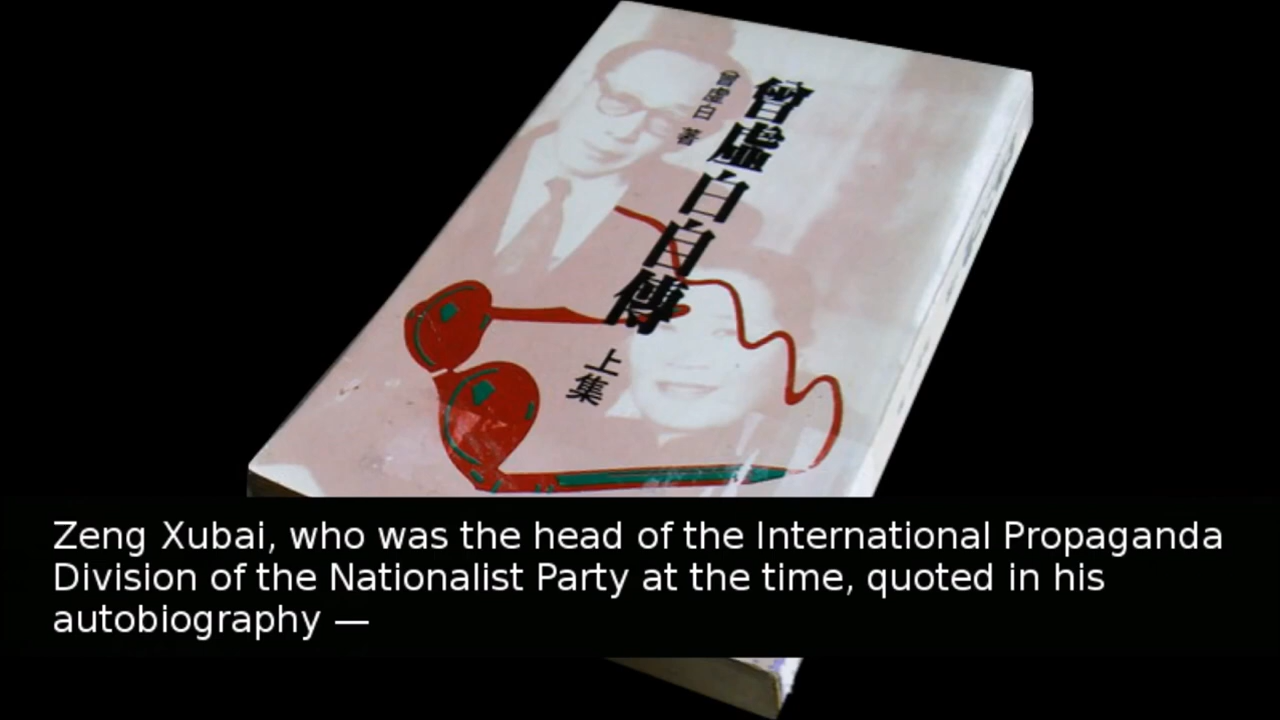 曾虛白自傳
曾虛白 著
上集
Zeng Xubai, who was the head of the International Propaganda
Division of the Nationalist Party at the time, quoted in his
autobiography —